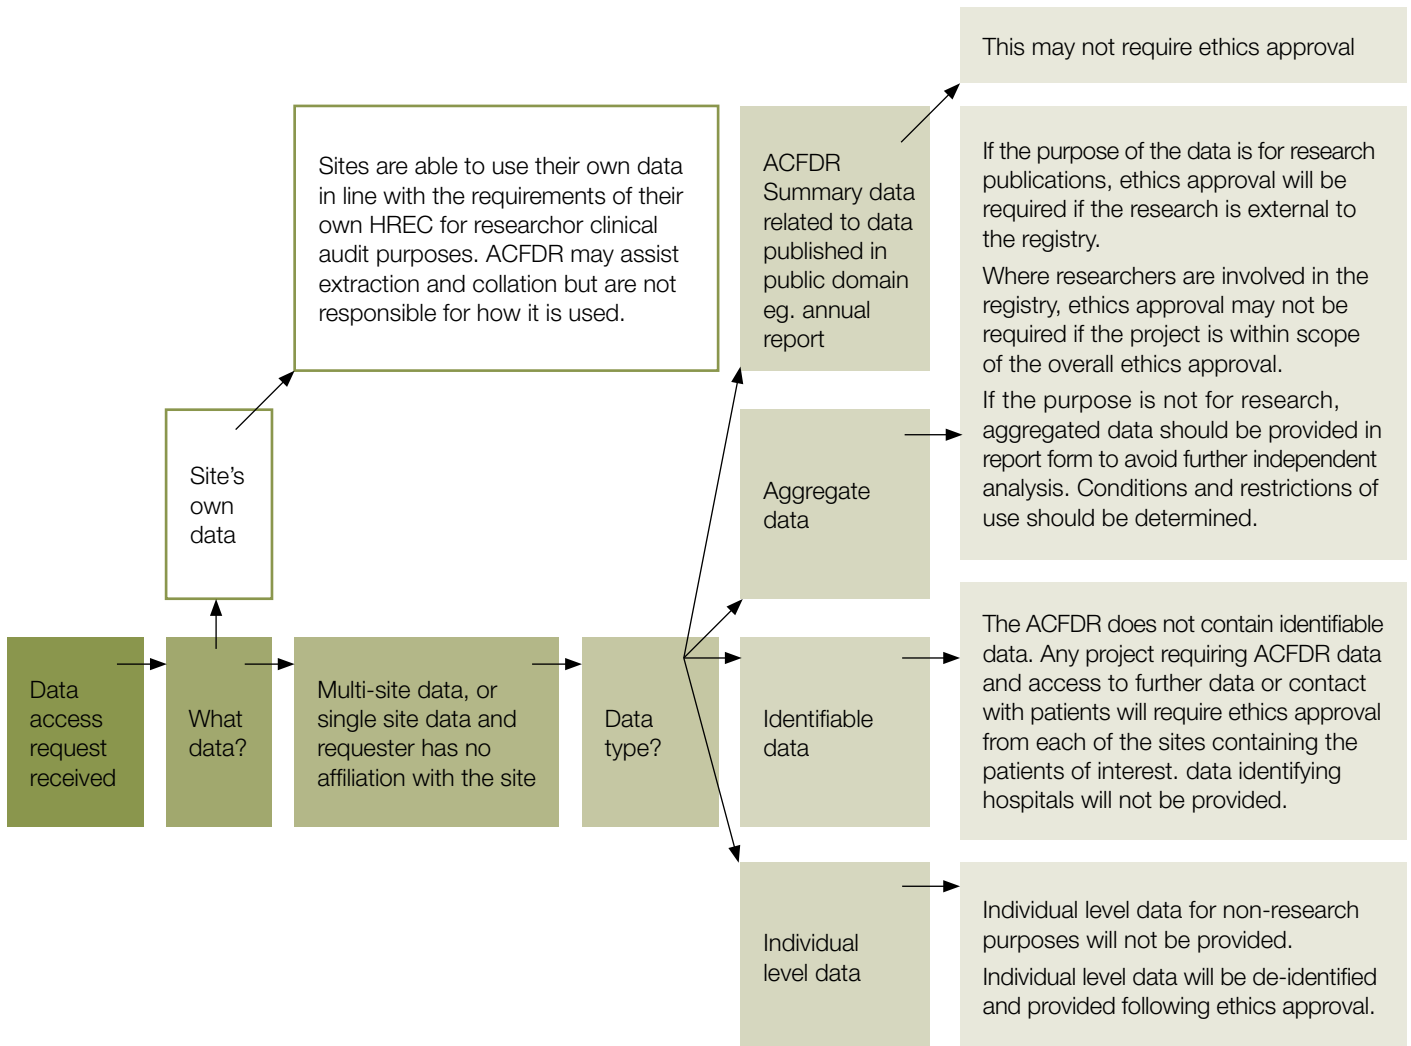 This may not require ethics approval
Sites are able to use their own data
in line with the requirements of their
own HREC for researchor clinical
audit purposes. ACFDR may assist
extraction and collation but are not
responsible for how it is used.
ACFDR
Summary data
related to data
published in
public domain
eg. annual
report
If the purpose of the data is for research
publications, ethics approval will be
required if the research is external to
the registry.
Where researchers are involved in the
registry, ethics approval may not be
required if the project is within scope
of the overall ethics approval.
If the purpose is not for research,
aggregated data should be provided in
report form to avoid further independent
analysis. Conditions and restrictions of
use should be determined.
Site’s
own
data
Aggregate
data
Data
access
request
received
What
data?
Multi-site data, or
single site data and
requester has no
affiliation with the site
Data
type?
Identifiable
data
The ACFDR does not contain identifiable
data. Any project requiring ACFDR data
and access to further data or contact
with patients will require ethics approval
from each of the sites containing the
patients of interest. data identifying
hospitals will not be provided.
Individual
level data
Individual level data for non-research
purposes will not be provided.
Individual level data will be de-identified
and provided following ethics approval.